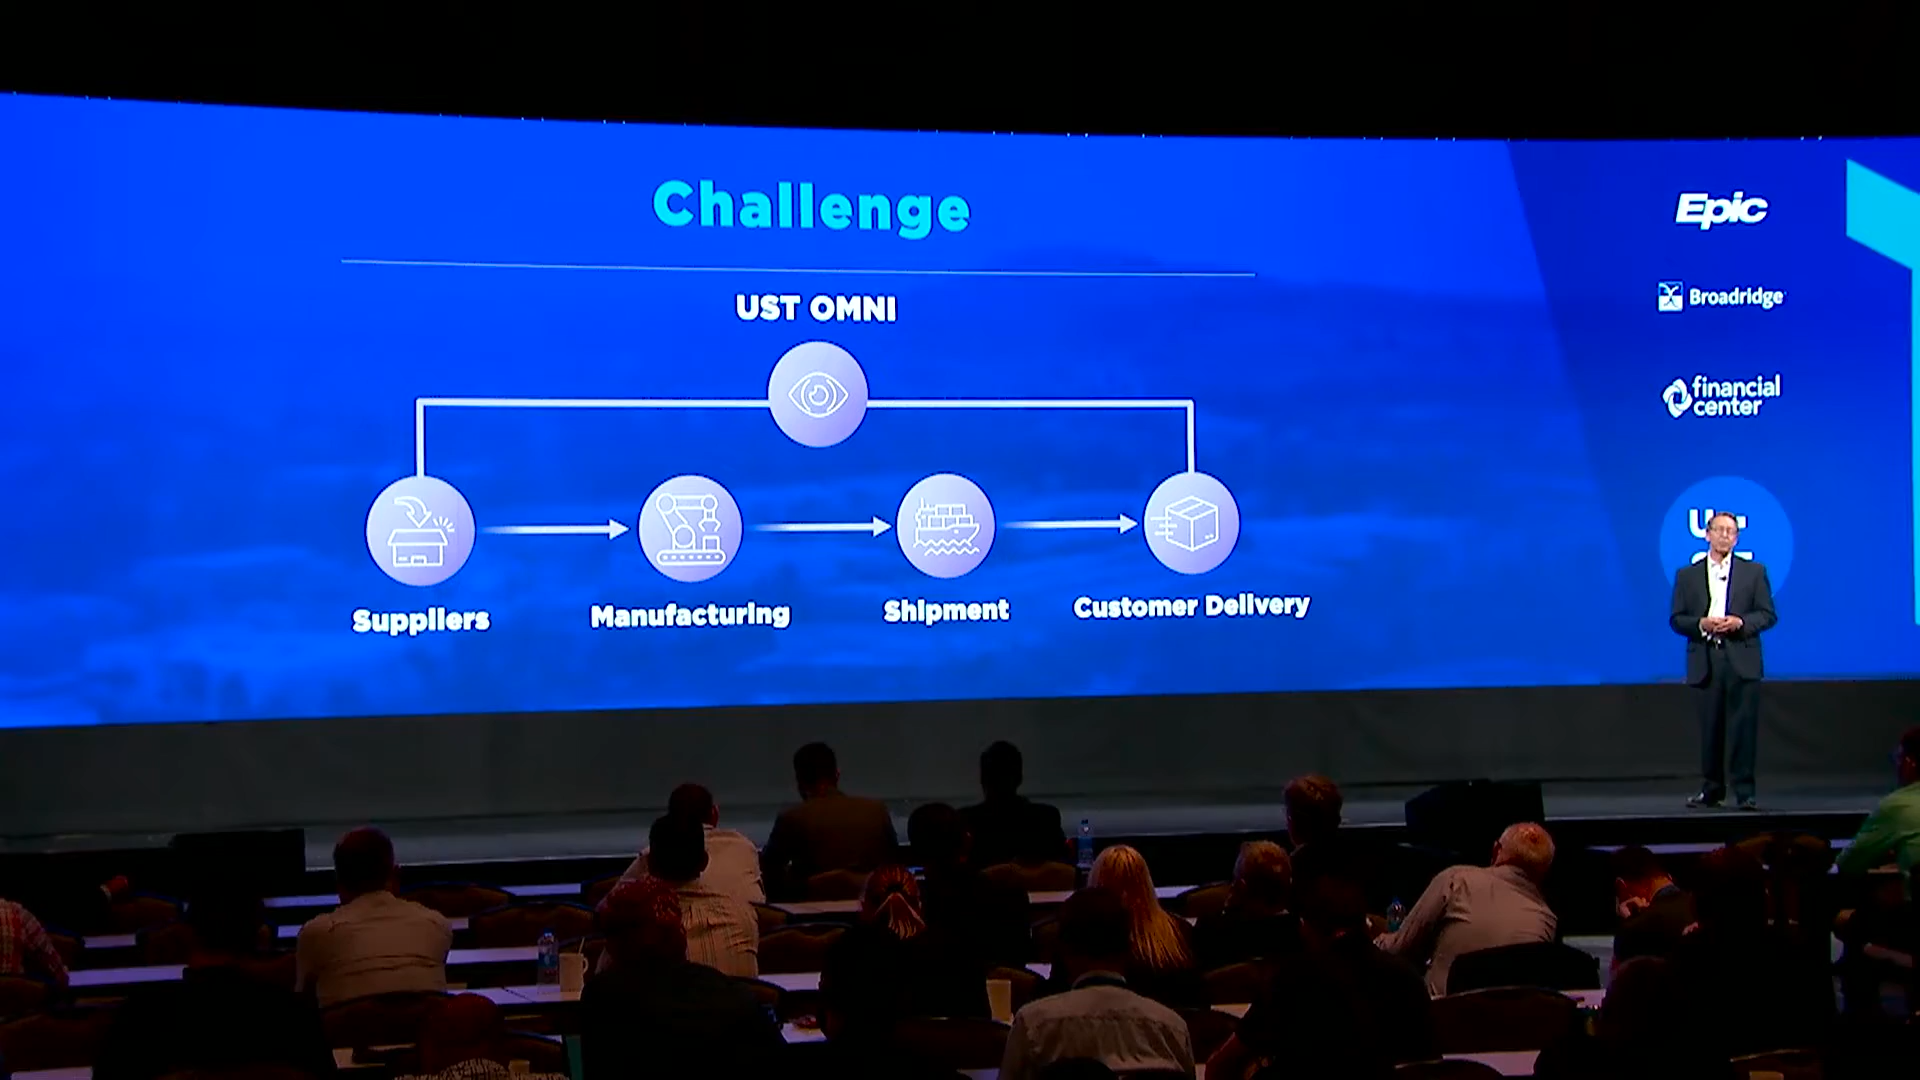 Challenge
UST OMNI
Suppliers
Manufacturing
Shipment
Customer Delivery
Epic
Broadridge
financial
center